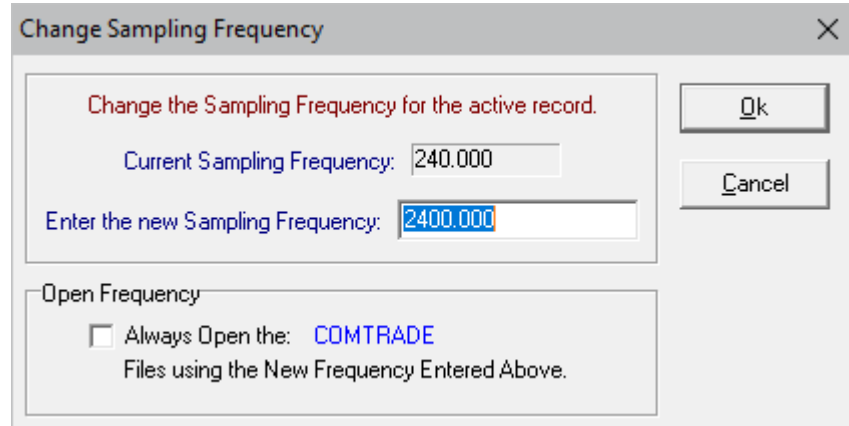 Change Sampling Frequency
Change the Sampling Frequency for the active record.
Ok
Current Sampling Frequency: 240.000
Cancel
Enter the new Sampling Frequency: 2400.000
Open Frequency
Always Open the: COMTRADE
Files using the New Frequency Entered Above.